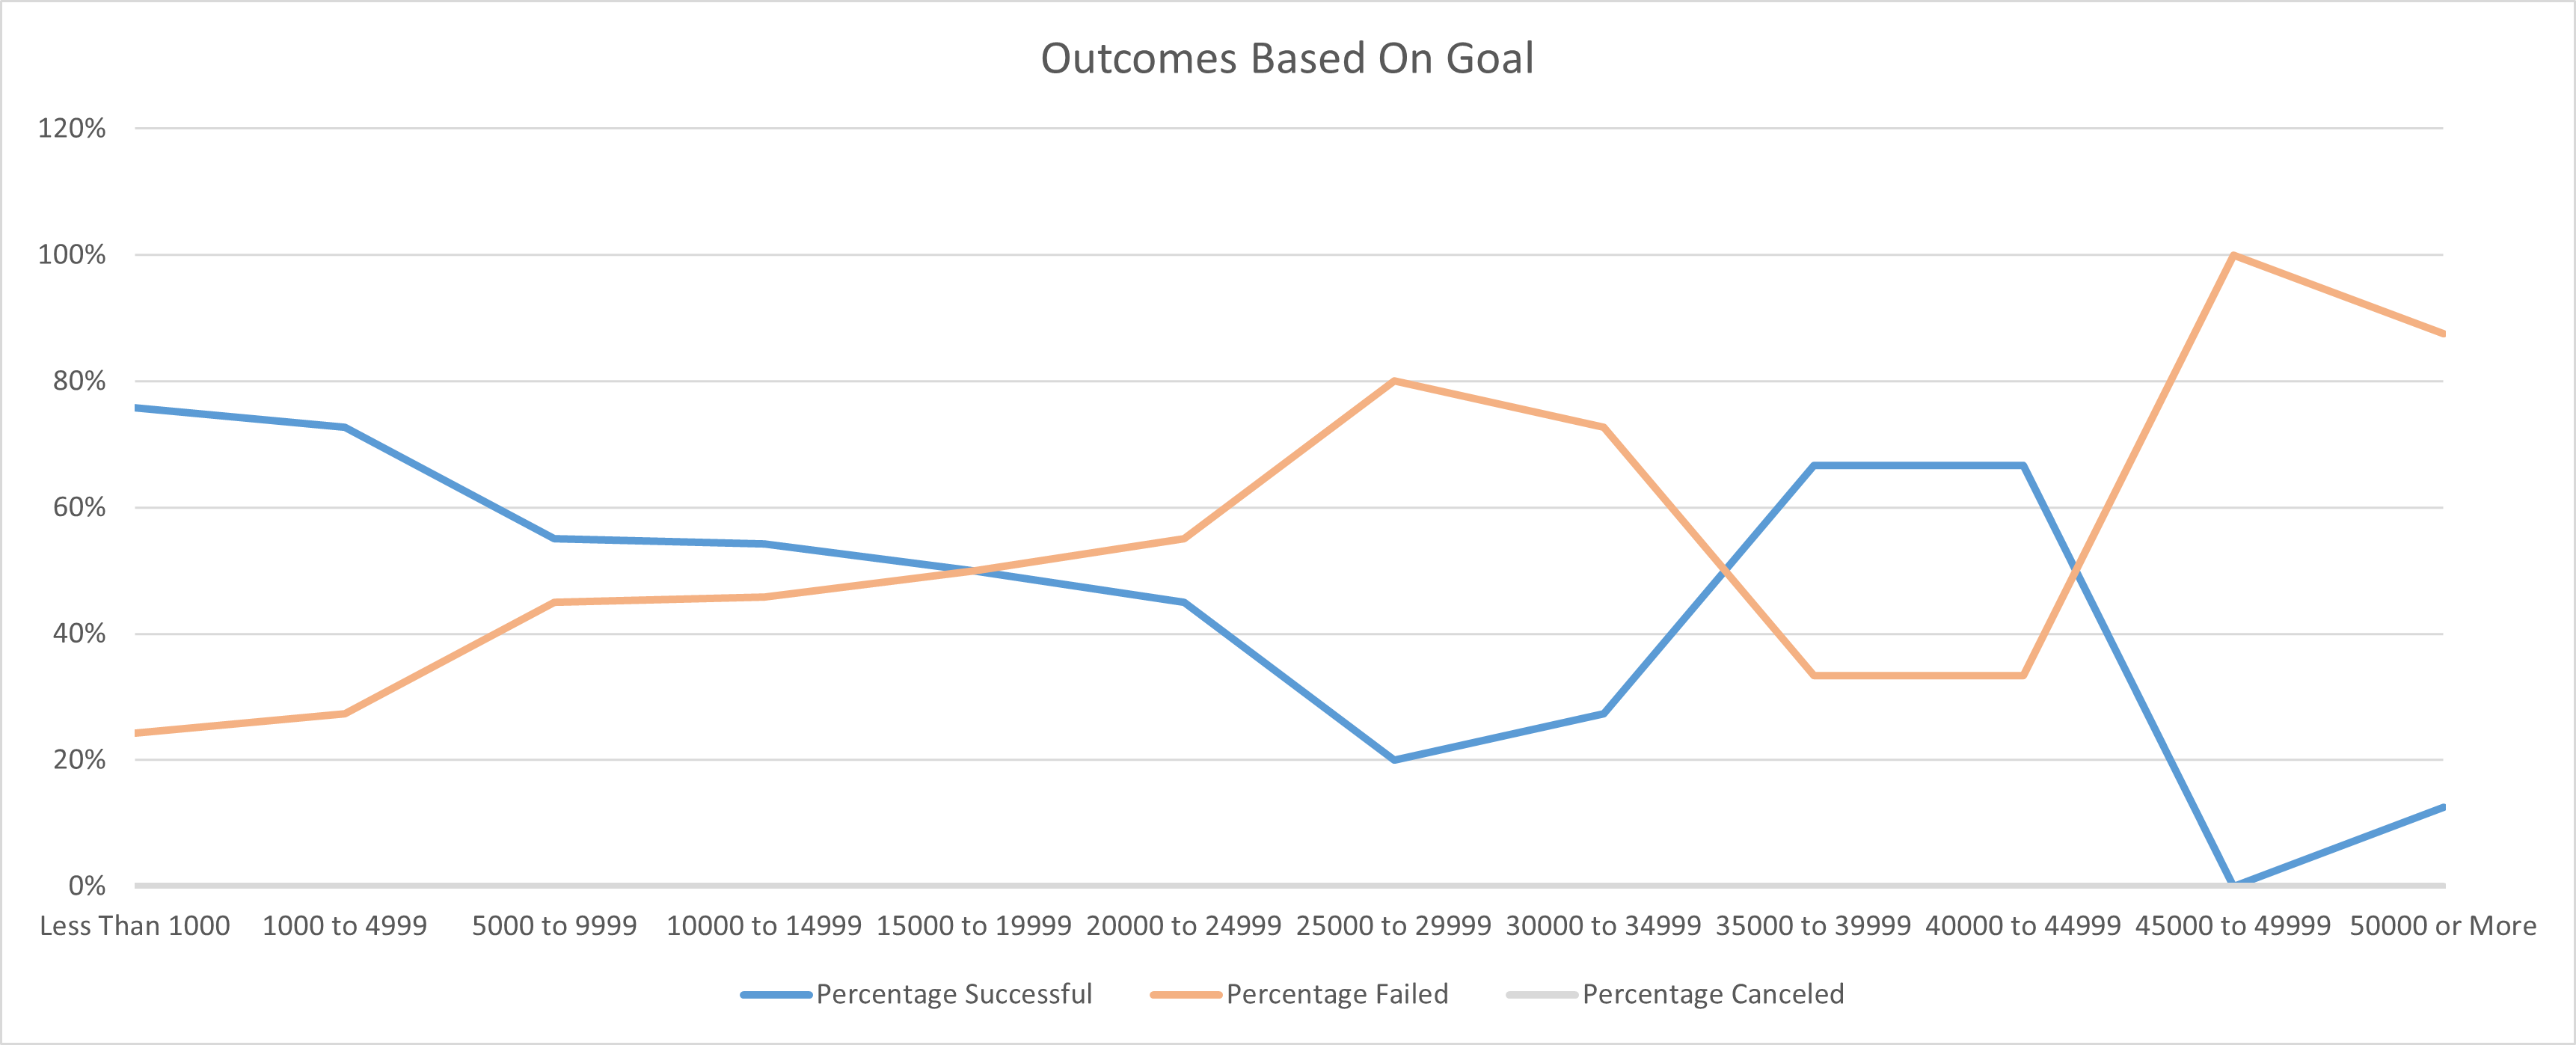 Outcomes Based On Goal
120%
100%
80%
60%
40%
20%
0%
Less Than 1000 1000 to 4999 5000 to 9999 10000 to 14999 15000 to 19999 20000 to 24999 25000 to 29999 30000 to 34999 35000 to 39999 40000 to 44999 45000 to 49999 50000 or More
Percentage Successful Percentage Failed Percentage Canceled